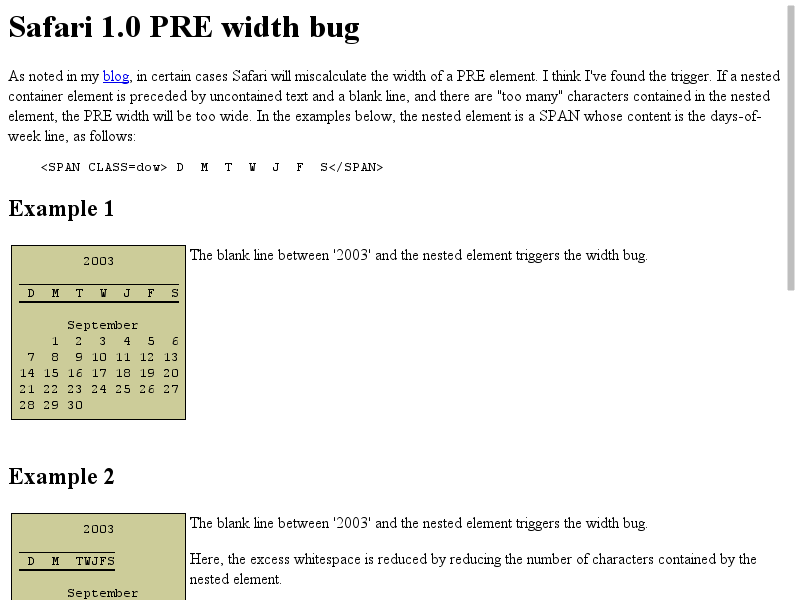 Safari 1.0 PRE width bug
As noted in my blog, in certain cases Safari will miscalculate the width of a PRE element. I think I've found the trigger. If a nested
container element is preceded by uncontained text and a blank line, and there are "too many" characters contained in the nested
element, the PRE width will be too wide. In the examples below, the nested element is a SPAN whose content is the days-of-
week line, as follows:
<SPAN CLASS=dow> D  M  T  W  J  F  S</SPAN>
Example 1
2003
D  M  T  W  J  F  S
September
    1  2  3  4  5  6
 7  8  9 10 11 12 13
14 15 16 17 18 19 20
21 22 23 24 25 26 27
28 29 30
The blank line between '2003' and the nested element triggers the width bug.
Example 2
2003
D  M  TWJFS
September
The blank line between '2003' and the nested element triggers the width bug.
Here, the excess whitespace is reduced by reducing the number of characters contained by the
nested element.